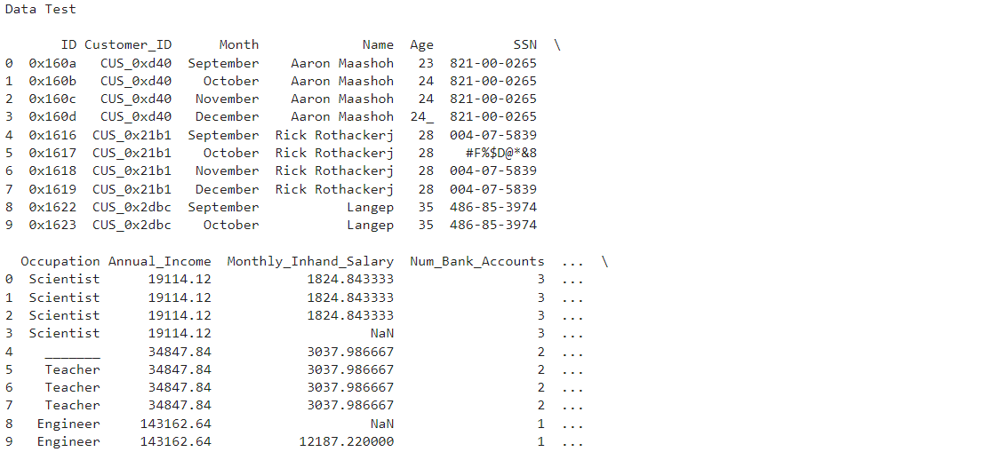 Data Test
ID Customer_ID Month Name Age SSN \
0 0x160a CUS_0xd40 September Aaron Maashoh 23 821-00-0265
1 0x160b CUS_0xd40 October Aaron Maashoh 24 821-00-0265
2 0x160c CUS_0xd40 November Aaron Maashoh 24 821-00-0265
3 0x160d CUS_0xd40 December Aaron Maashoh 24_ 821-00-0265
4 0x1616 CUS_0x21b1 September Rick Rothackerj 28 004-07-5839
5 0x1617 CUS_0x21b1 October Rick Rothackerj 28 #F%$D@*&8
6 0x1618 CUS_0x21b1 November Rick Rothackerj 28 004-07-5839
7 0x1619 CUS_0x21b1 December Rick Rothackerj 28 004-07-5839
8 0x1622 CUS_0x2dbc September Langep 35 486-85-3974
9 0x1623 CUS_0x2dbc October Langep 35 486-85-3974
Occupation Annual_Income Monthly_Inhand_Salary Num_Bank_Accounts ... \
0 Scientist 19114.12 1824.843333 3 ...
1 Scientist 19114.12 1824.843333 3 ...
2 Scientist 19114.12 1824.843333 3 ...
3 Scientist 19114.12 NaN 3 ...
4 _______ 34847.84 3037.986667 2 ...
5 Teacher 34847.84 3037.986667 2 ...
6 Teacher 34847.84 3037.986667 2 ...
7 Teacher 34847.84 3037.986667 2 ...
8 Engineer 143162.64 NaN 1 ...
9 Engineer 143162.64 12187.220000 1 ...